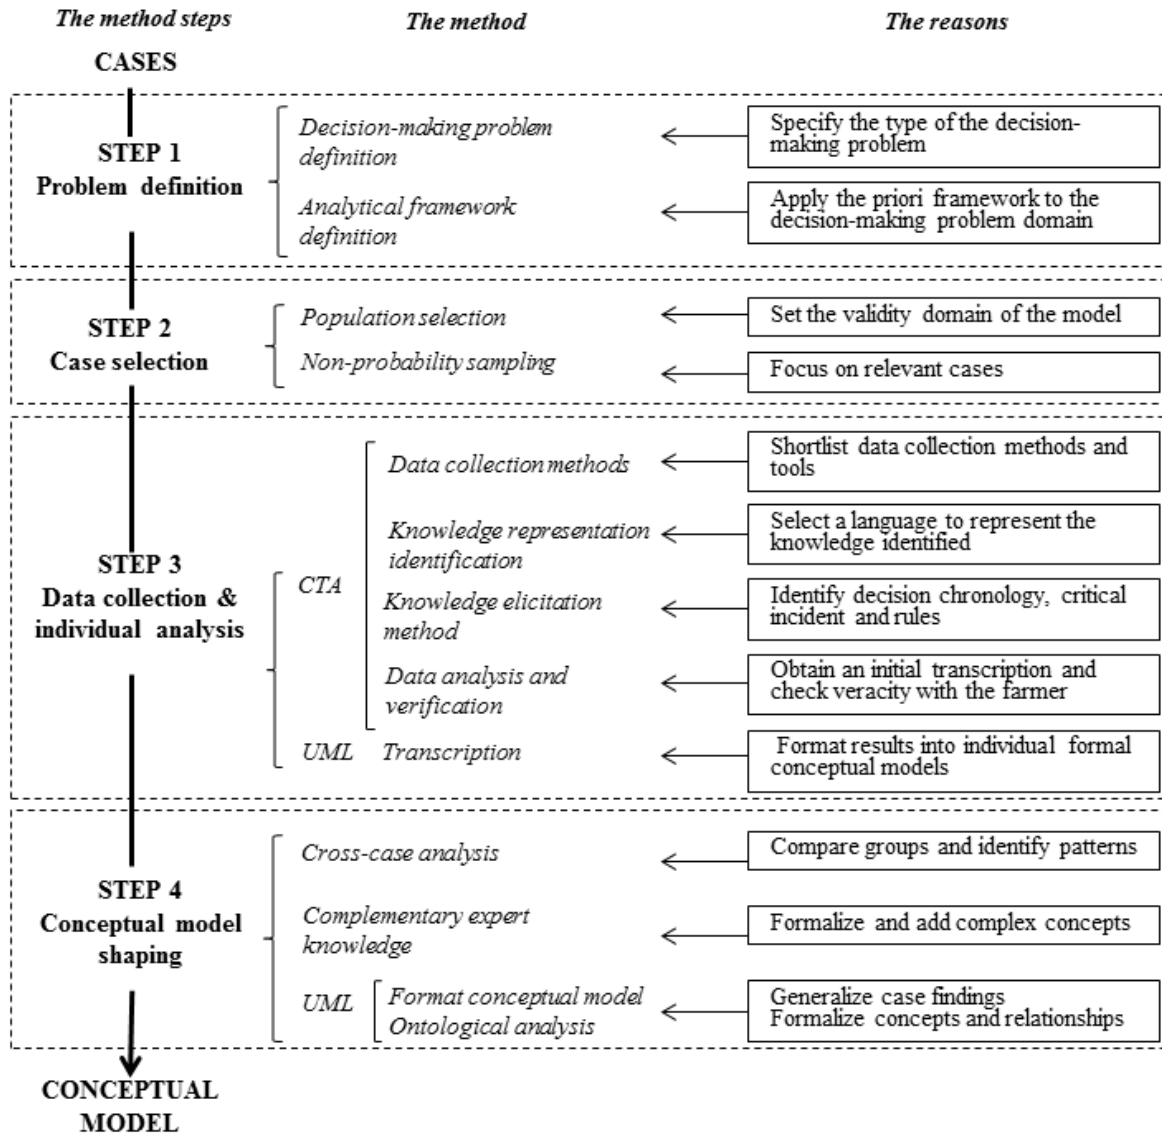 The method steps
The method
The reasons
CASES
STEP 1
Problem definition
Decision-making problem
definition
Specify the type of the decision-
making problem
Analytical framework
definition
Apply the priori framework to the
decision-making problem domain
STEP 2
Case selection
Population selection
Set the validity domain of the model
Non-probability sampling
Focus on relevant cases
STEP 3
Data collection &
individual analysis
CTA
Data collection methods
Shortlist data collection methods and
tools
Knowledge representation
identification
Select a language to represent the
knowledge identified
Knowledge elicitation
method
Identify decision chronology, critical
incident and rules
Data analysis and
verification
Obtain an initial transcription and
check veracity with the farmer
UML
Transcription
Format results into individual formal
conceptual models
STEP 4
Conceptual model
shaping
Cross-case analysis
Compare groups and identify patterns
Complementary expert
knowledge
Formalize and add complex concepts
UML
Format conceptual model
Ontological analysis
Generalize case findings
Formalize concepts and relationships
CONCEPTUAL
MODEL